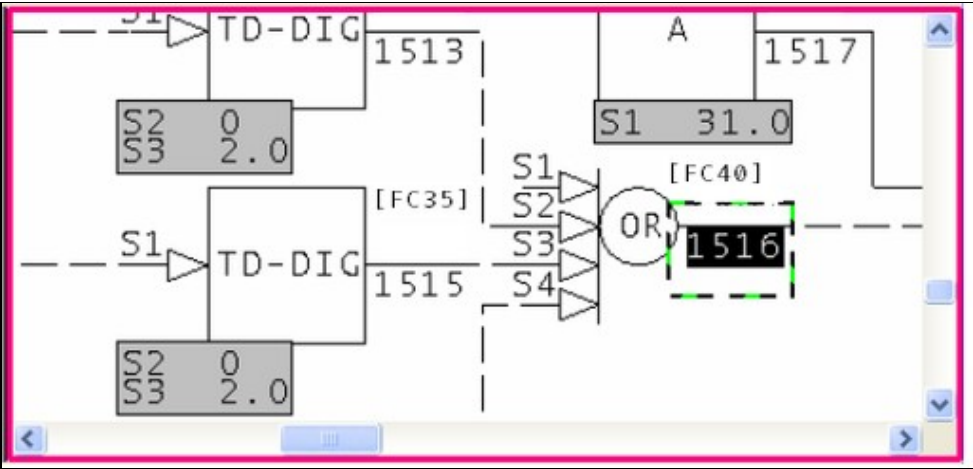 S1
TD-DIG
1513
S2 0
S3 2.0
A
1517
S1 31.0
[FC35]
S1
TD-DIG
1515
S2 0
S3 2.0
S1
S2
S3
S4
OR
[FC40]
1516